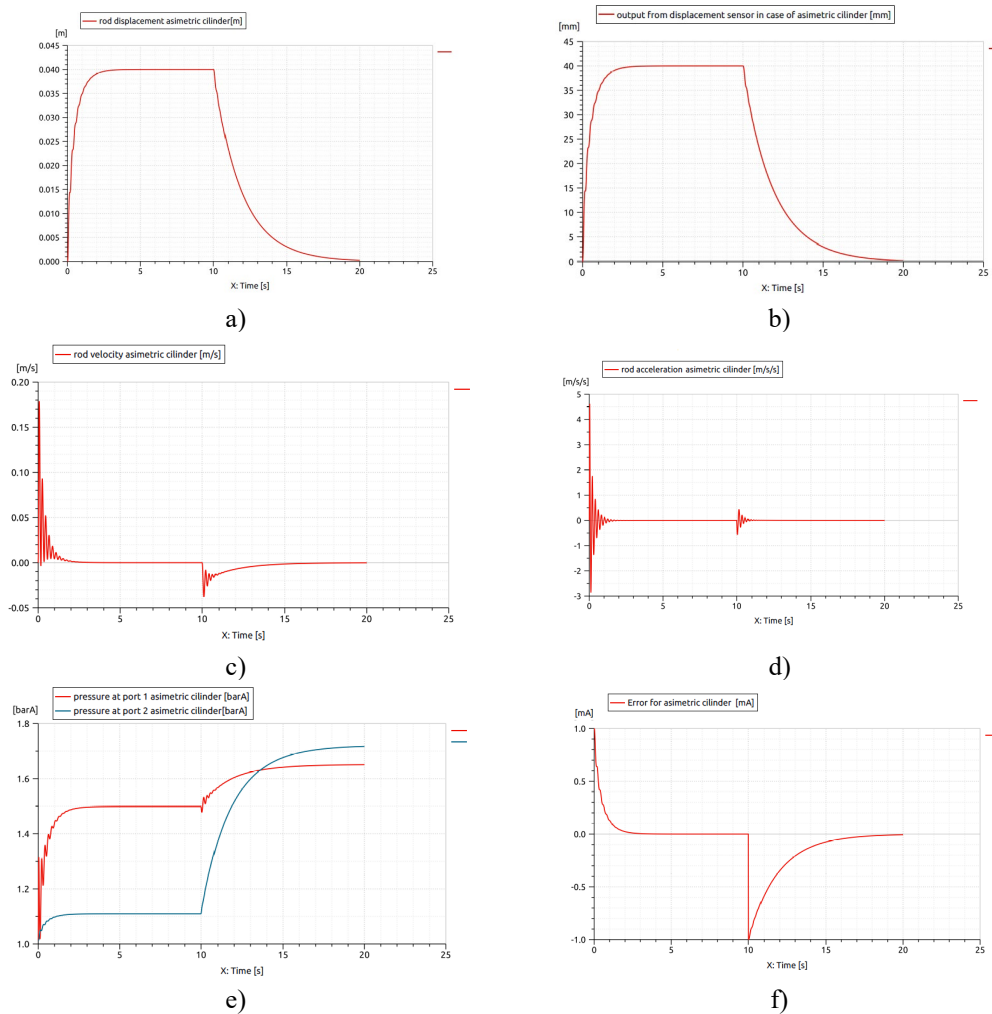 rod displacement asimetric cilinder[m]
[m]
0.045
0.040
0.035
0.030
0.025
0.020
0.015
0.010
0.005
0.000
0 5 10 15 20 25
X: Time [s]
a)
output from displacement sensor in case of asimetric cilinder [mm]
[mm]
45
40
35
30
25
20
15
10
5
0
0 5 10 15 20 25
X: Time [s]
b)
rod velocity asimetric cilinder [m/s]
[m/s]
0.20
0.15
0.10
0.05
0.00
-0.05
0 5 10 15 20 25
X: Time [s]
c)
rod acceleration asimetric cilinder [m/s/s]
[m/s/s]
5
4
3
2
1
0
-1
-2
-3
0 5 10 15 20 25
X: Time [s]
d)
pressure at port 1 asimetric cilinder [barA]
pressure at port 2 asimetric cilinder[barA]
[barA]
1.8
1.6
1.4
1.2
1.0
0 5 10 15 20 25
X: Time [s]
e)
Error for asimetric cilinder [mA]
[mA]
1.0
0.5
0.0
-0.5
-1.0
0 5 10 15 20 25
X: Time [s]
f)